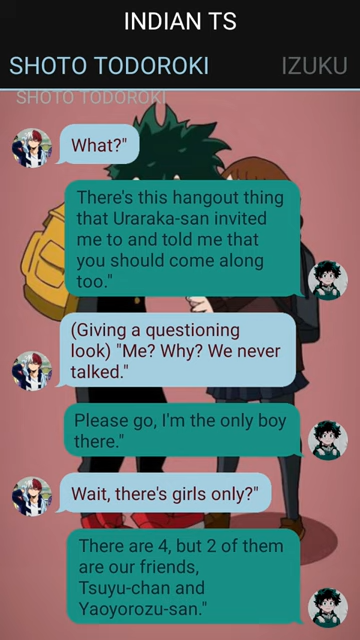 INDIAN TS
SHOTO TODOROKI
IZUKU
SHOTO TODOROKI
What?"
There's this hangout thing
that Uraraka-san invited
me to and told me that
you should come along
too."
(Giving a questioning
look) "Me? Why? We never
talked."
Please go, I'm the only boy
there."
Wait, there's girls only?"
There are 4, but 2 of them
are our friends,
Tsuyu-chan and
Yaoyorozu-san."